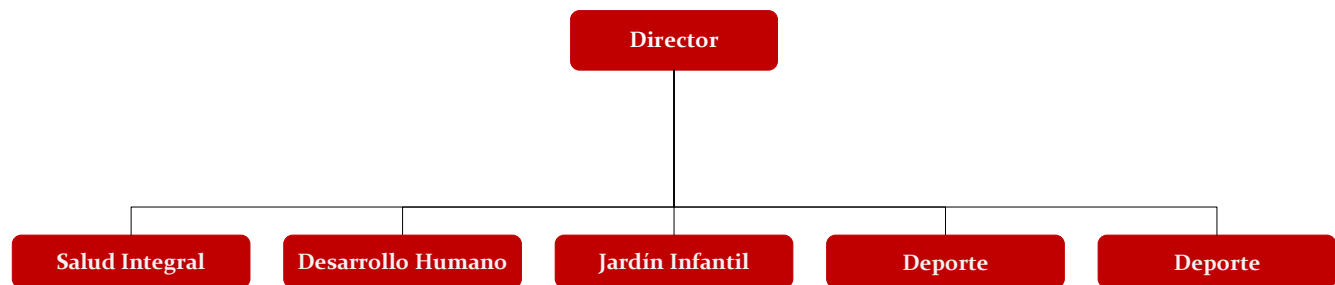 Director
Salud Integral
Desarrollo Humano
Jardín Infantil
Deporte
Deporte